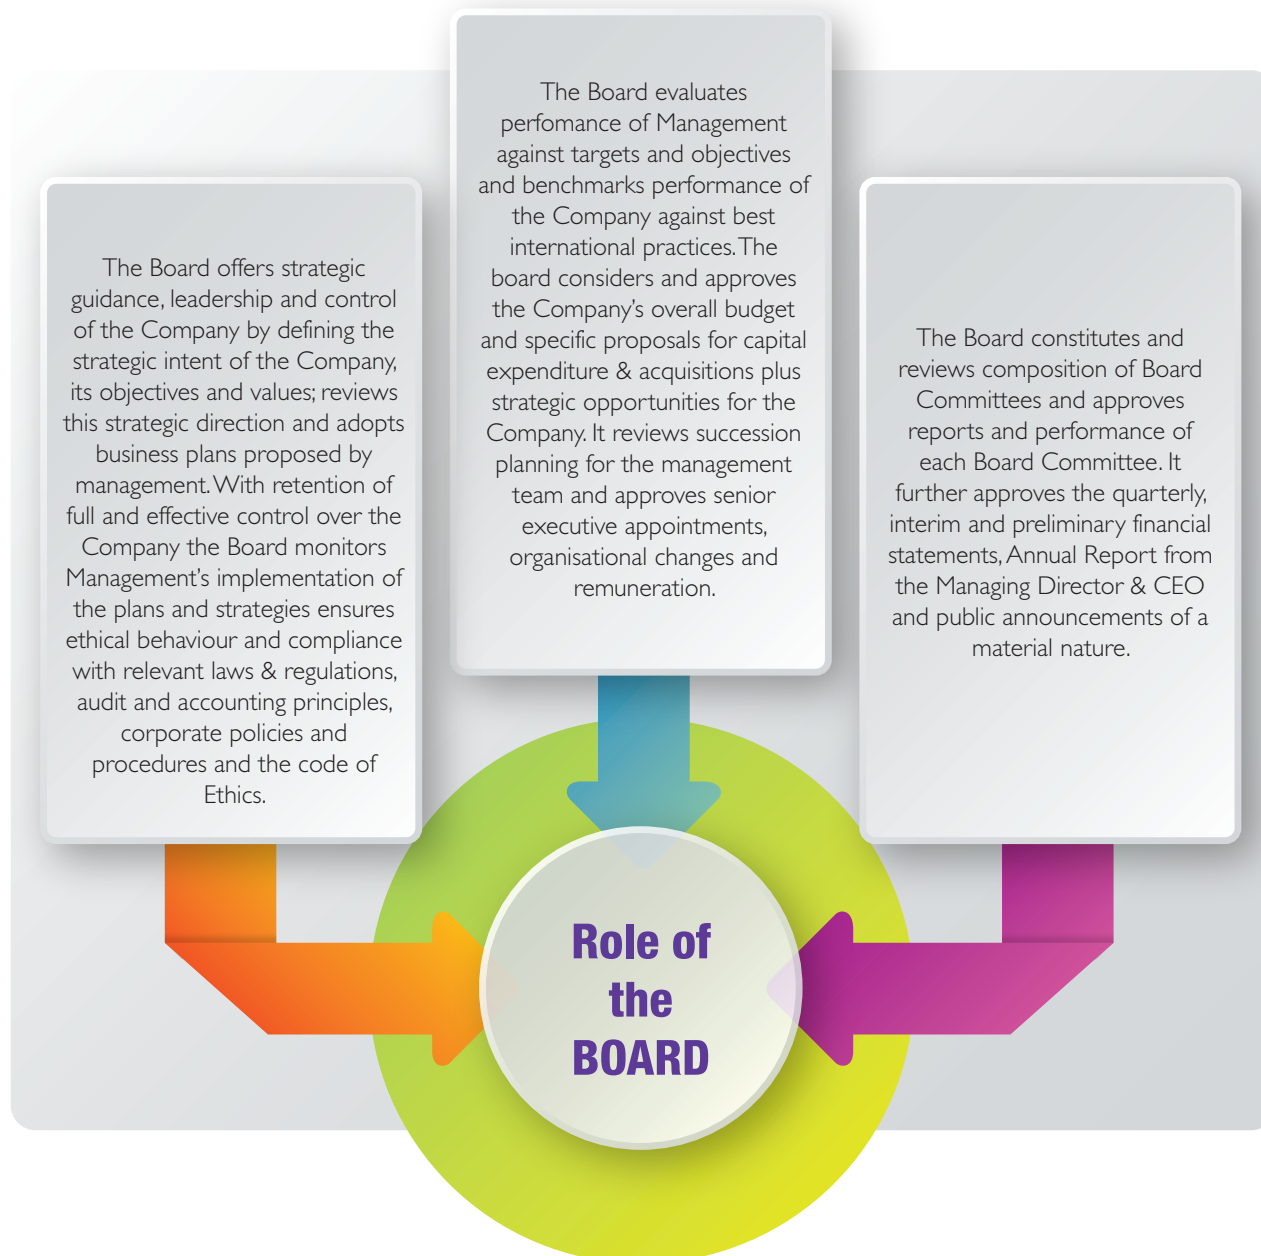 The Board offers strategic
guidance, leadership and control
of the Company by defining the
strategic intent of the Company,
its objectives and values; reviews
this strategic direction and adopts
business plans proposed by
management. With retention of
full and effective control over the
Company the Board monitors
Management's implementation of
the plans and strategies ensures
ethical behaviour and compliance
with relevant laws & regulations,
audit and accounting principles,
corporate policies and
procedures and the code of
Ethics.
The Board evaluates
perfomance of Management
against targets and objectives
and benchmarks performance of
the Company against best
international practices. The
board considers and approves
the Company's overall budget
and specific proposals for capital
expenditure & acquisitions plus
strategic opportunities for the
Company. It reviews succession
planning for the management
team and approves senior
executive appointments,
organisational changes and
remuneration.
The Board constitutes and
reviews composition of Board
Committees and approves
reports and performance of
each Board Committee. It
further approves the quarterly,
interim and preliminary financial
statements, Annual Report from
the Managing Director & CEO
and public announcements of a
material nature.
Role of
the
BOARD